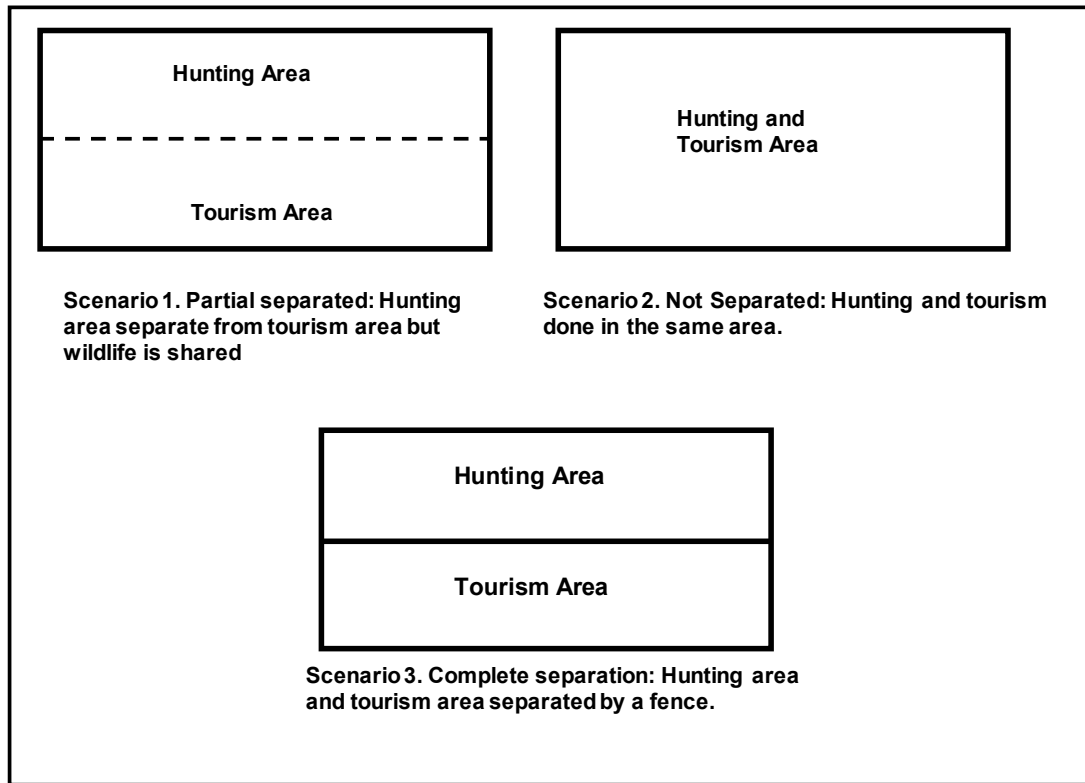 Hunting Area
Tourism Area
Hunting and
Tourism Area
Scenario 1. Partial separated: Hunting
area separate from tourism area but
wildlife is shared
Scenario 2. Not Separated: Hunting and tourism
done in the same area.
Hunting Area
Tourism Area
Scenario 3. Complete separation: Hunting area
and tourism area separated by a fence.